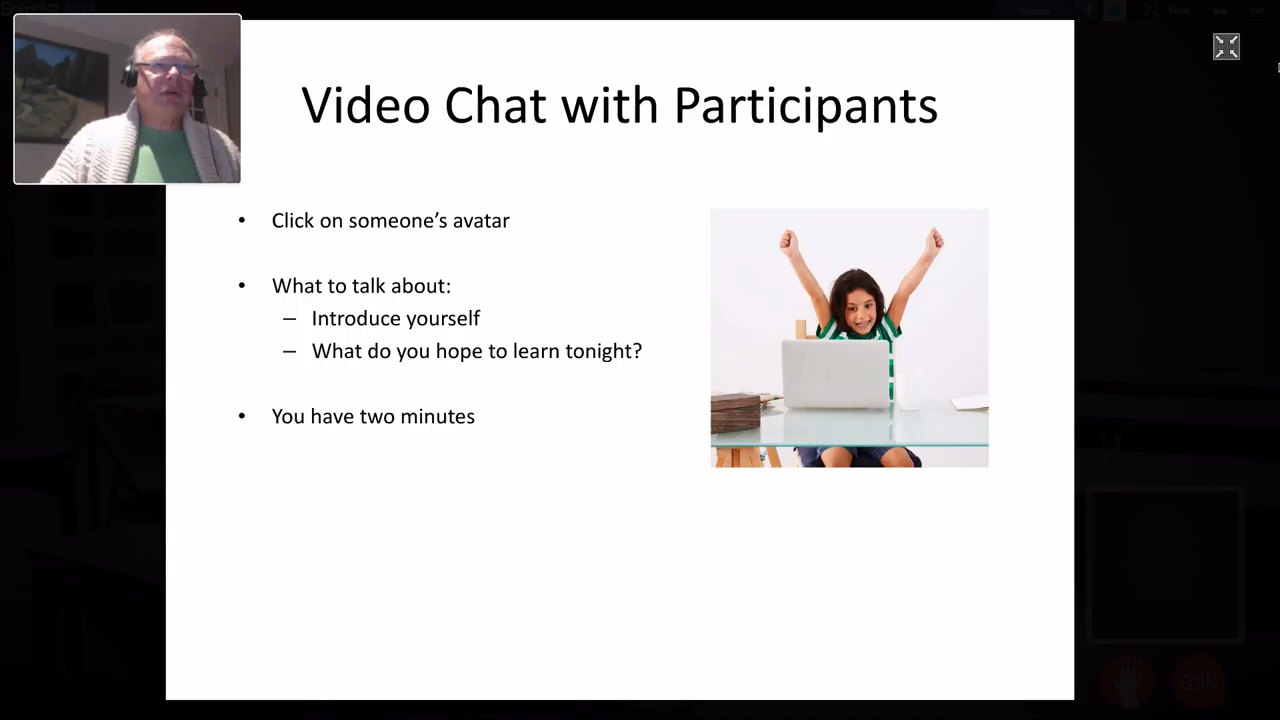 Video Chat with Participants
• Click on someone’s avatar
• What to talk about:
– Introduce yourself
– What do you hope to learn tonight?
• You have two minutes
ask